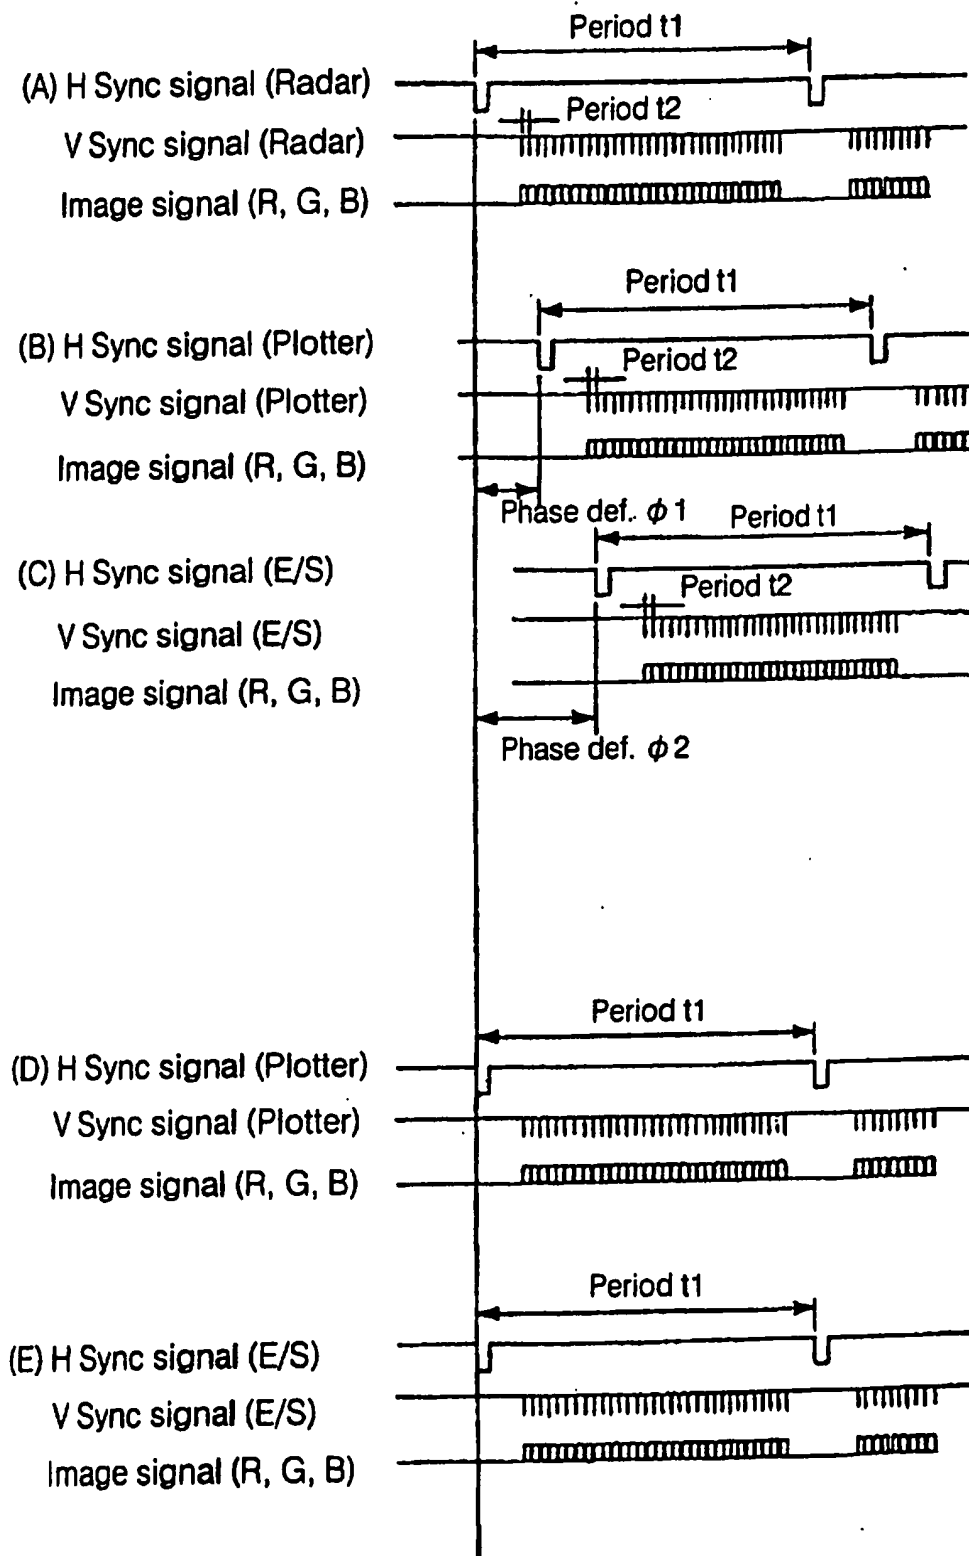 Period t1
(A) H Sync signal (Radar)
Period t2
V Sync signal (Radar)
Image signal (R, G, B)
Period t1
(B) H Sync signal (Plotter)
Period t2
V Sync signal (Plotter)
Image signal (R, G, B)
Phase def. ϕ1
Period t1
(C) H Sync signal (E/S)
Period t2
V Sync signal (E/S)
Image signal (R, G, B)
Phase def. ϕ2
Period t1
(D) H Sync signal (Plotter)
V Sync signal (Plotter)
Image signal (R, G, B)
Period t1
(E) H Sync signal (E/S)
V Sync signal (E/S)
Image signal (R, G, B)